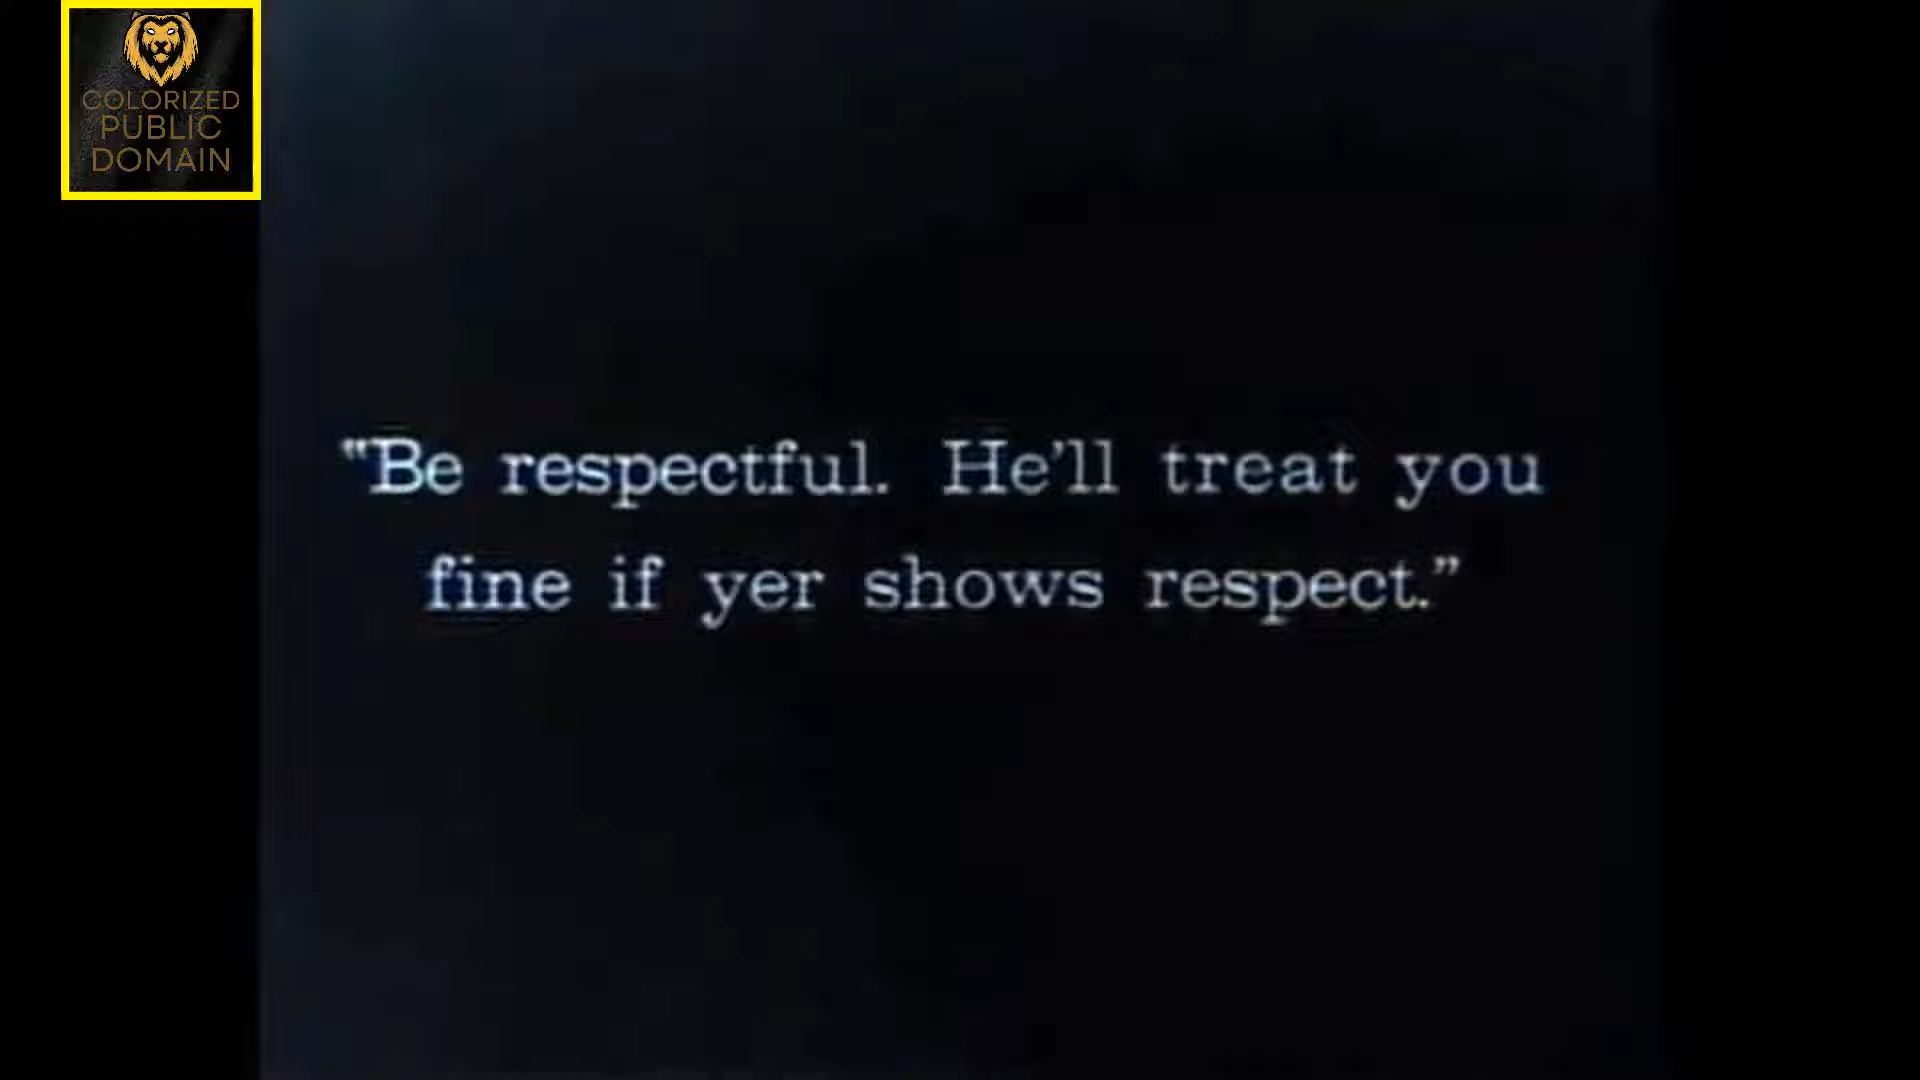 COLORIZED
PUBLIC
DOMAIN
"Be respectful. He'll treat you
fine if yer shows respect."